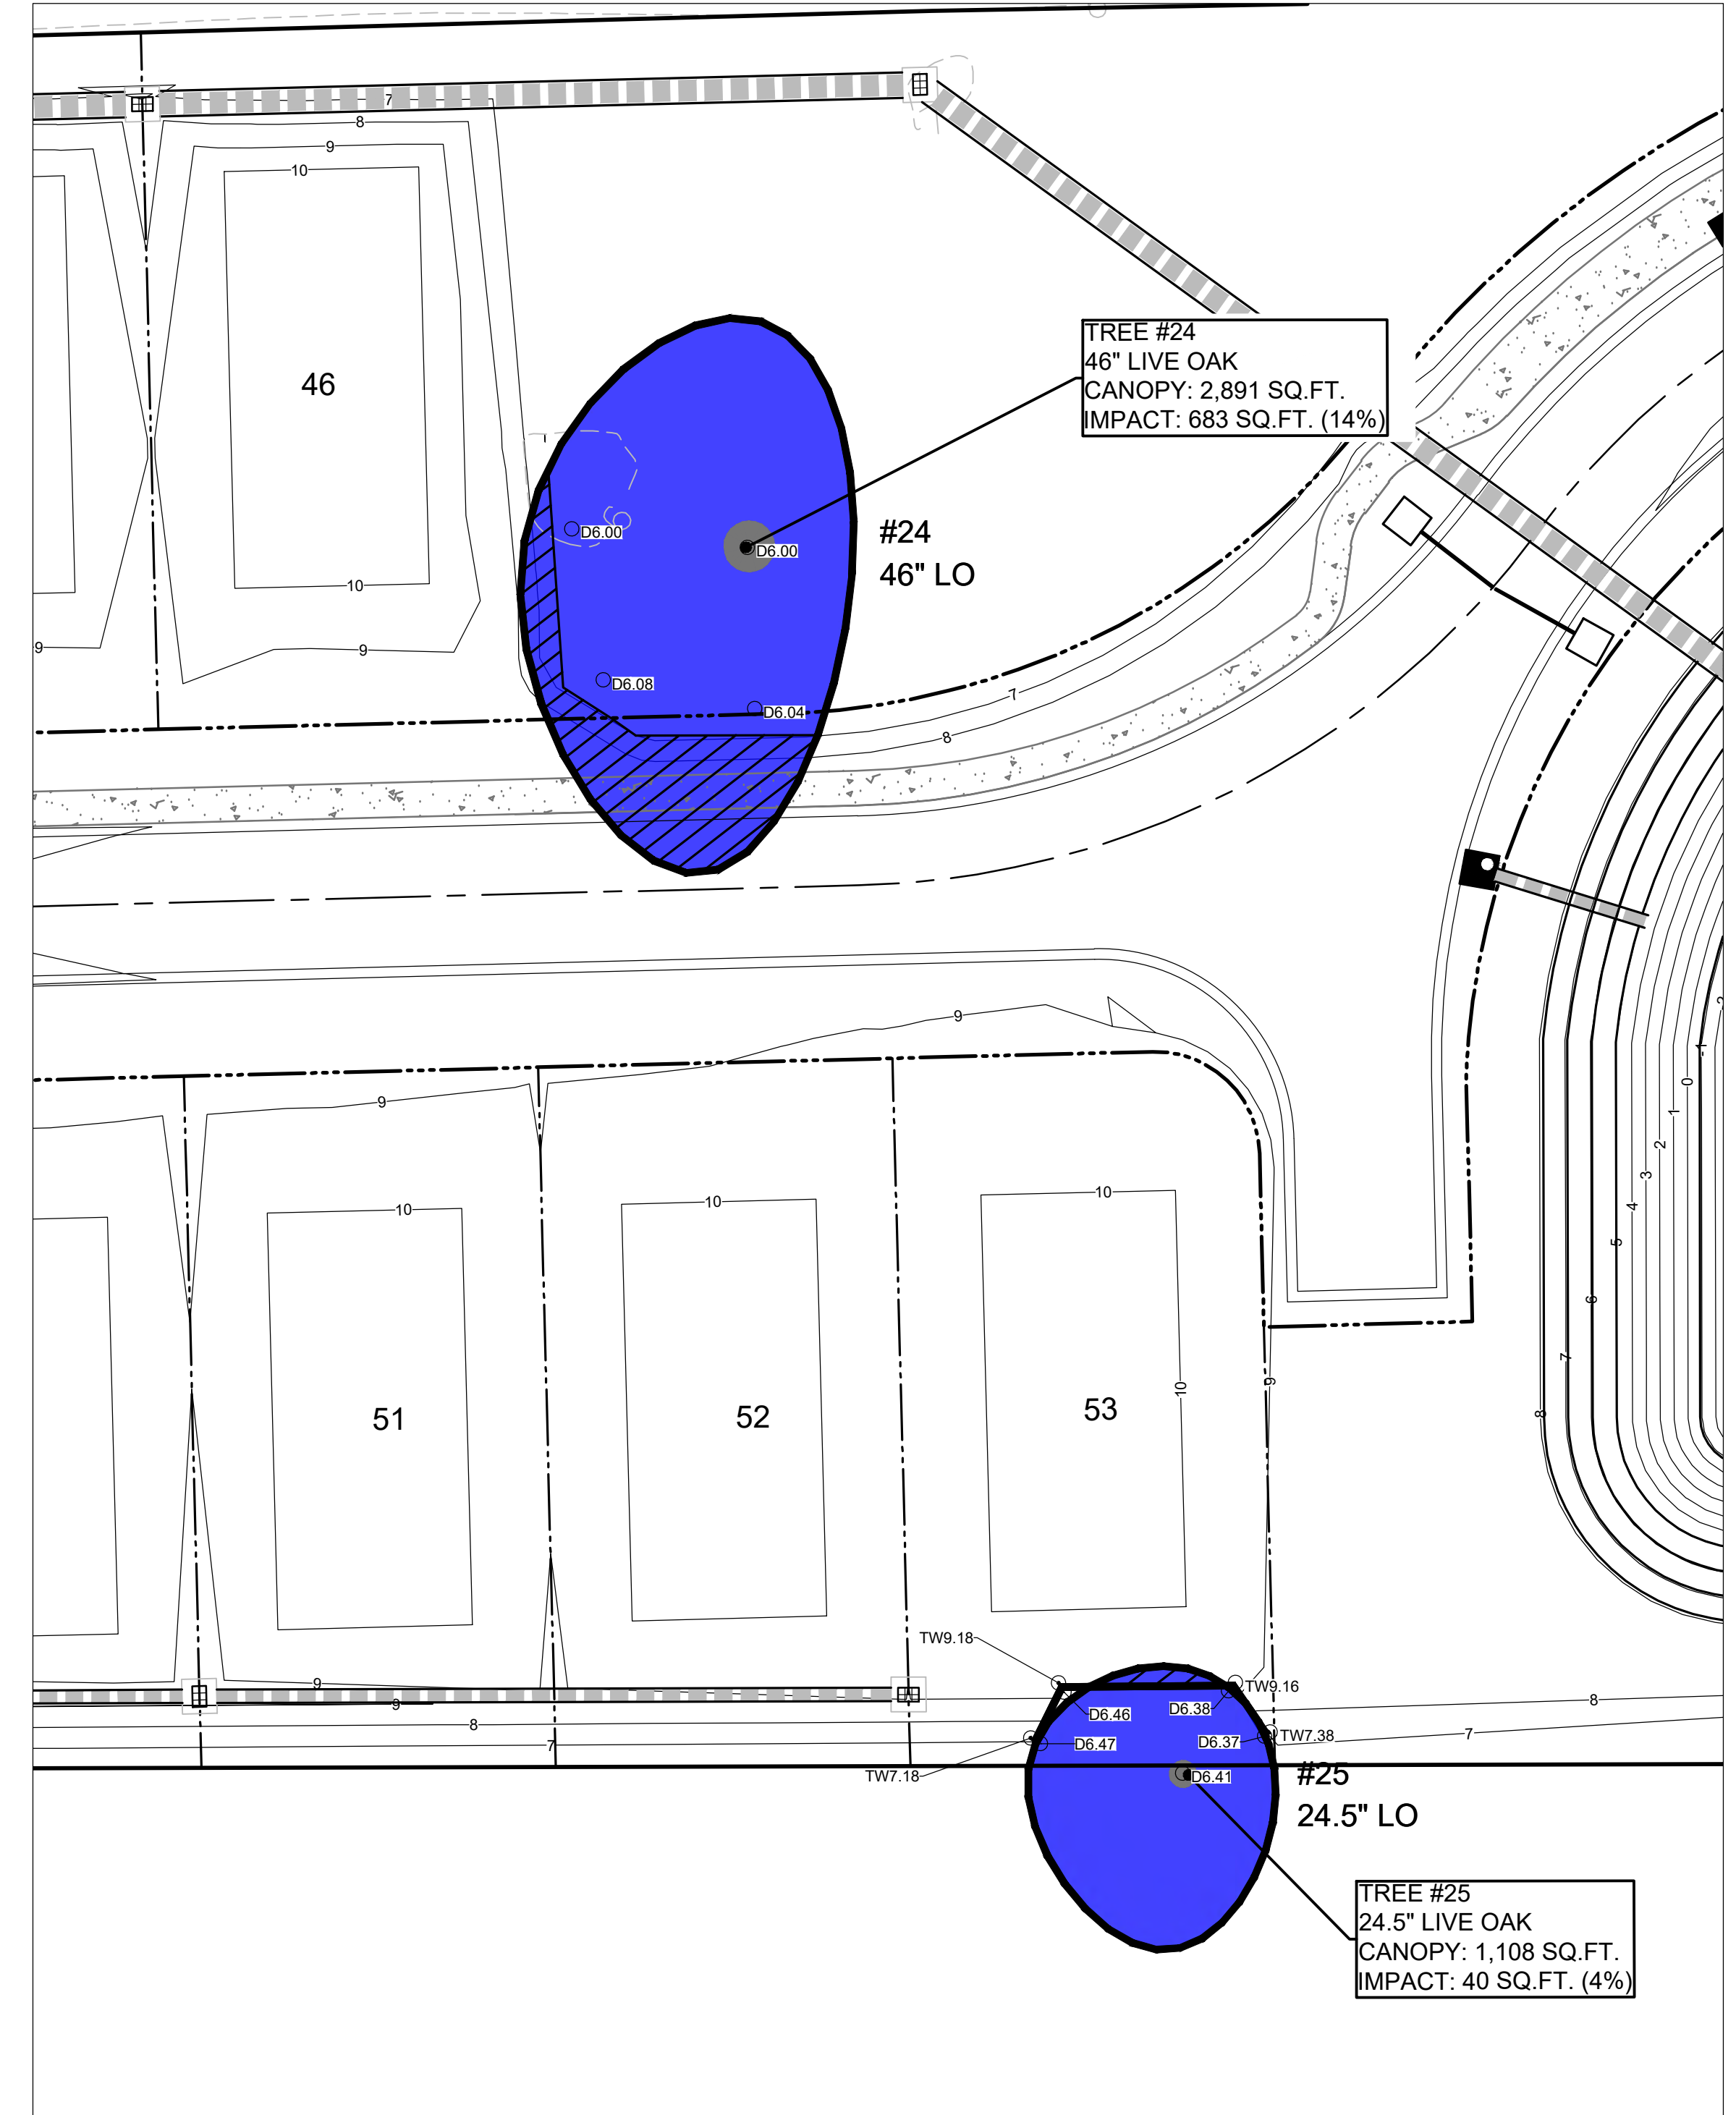 7
8
9
10
TREE #24
46" LIVE OAK
CANOPY: 2,891 SQ.FT.
IMPACT: 683 SQ.FT. (14%)
46
6
D6.00
D6.00
#24
46" LO
10
9
9
D6.08
D6.04
7
8
9
9
10
10
10
2
-1
0
1
2
3
4
5
6
7
8
10
9
51
52
53
TW9.18
9
9
8
7
D6.46
D6.38
TW9.16
D6.47
D6.37
TW7.38
8
7
TW7.18
D6.41
#25
24.5" LO
TREE #25
24.5" LIVE OAK
CANOPY: 1,108 SQ.FT.
IMPACT: 40 SQ.FT. (4%)